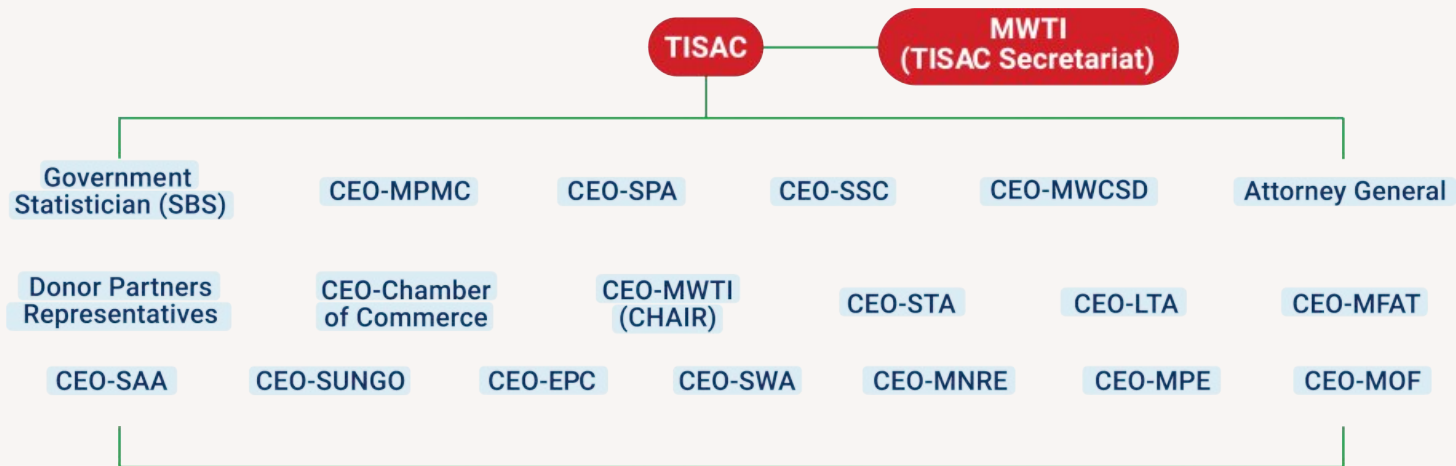 TISAC
MWTI
(TISAC Secretariat)
Government
Statistician (SBS)
CEO-MPMC
CEO-SPA
CEO-SSC
CEO-MWCSD
Attorney General
Donor Partners
Representatives
CEO-Chamber
of Commerce
CEO-MWTI
(CHAIR)
CEO-STA
CEO-LTA
CEO-MFAT
CEO-SAA
CEO-SUNGO
CEO-EPC
CEO-SWA
CEO-MNRE
CEO-MPE
CEO-MOF